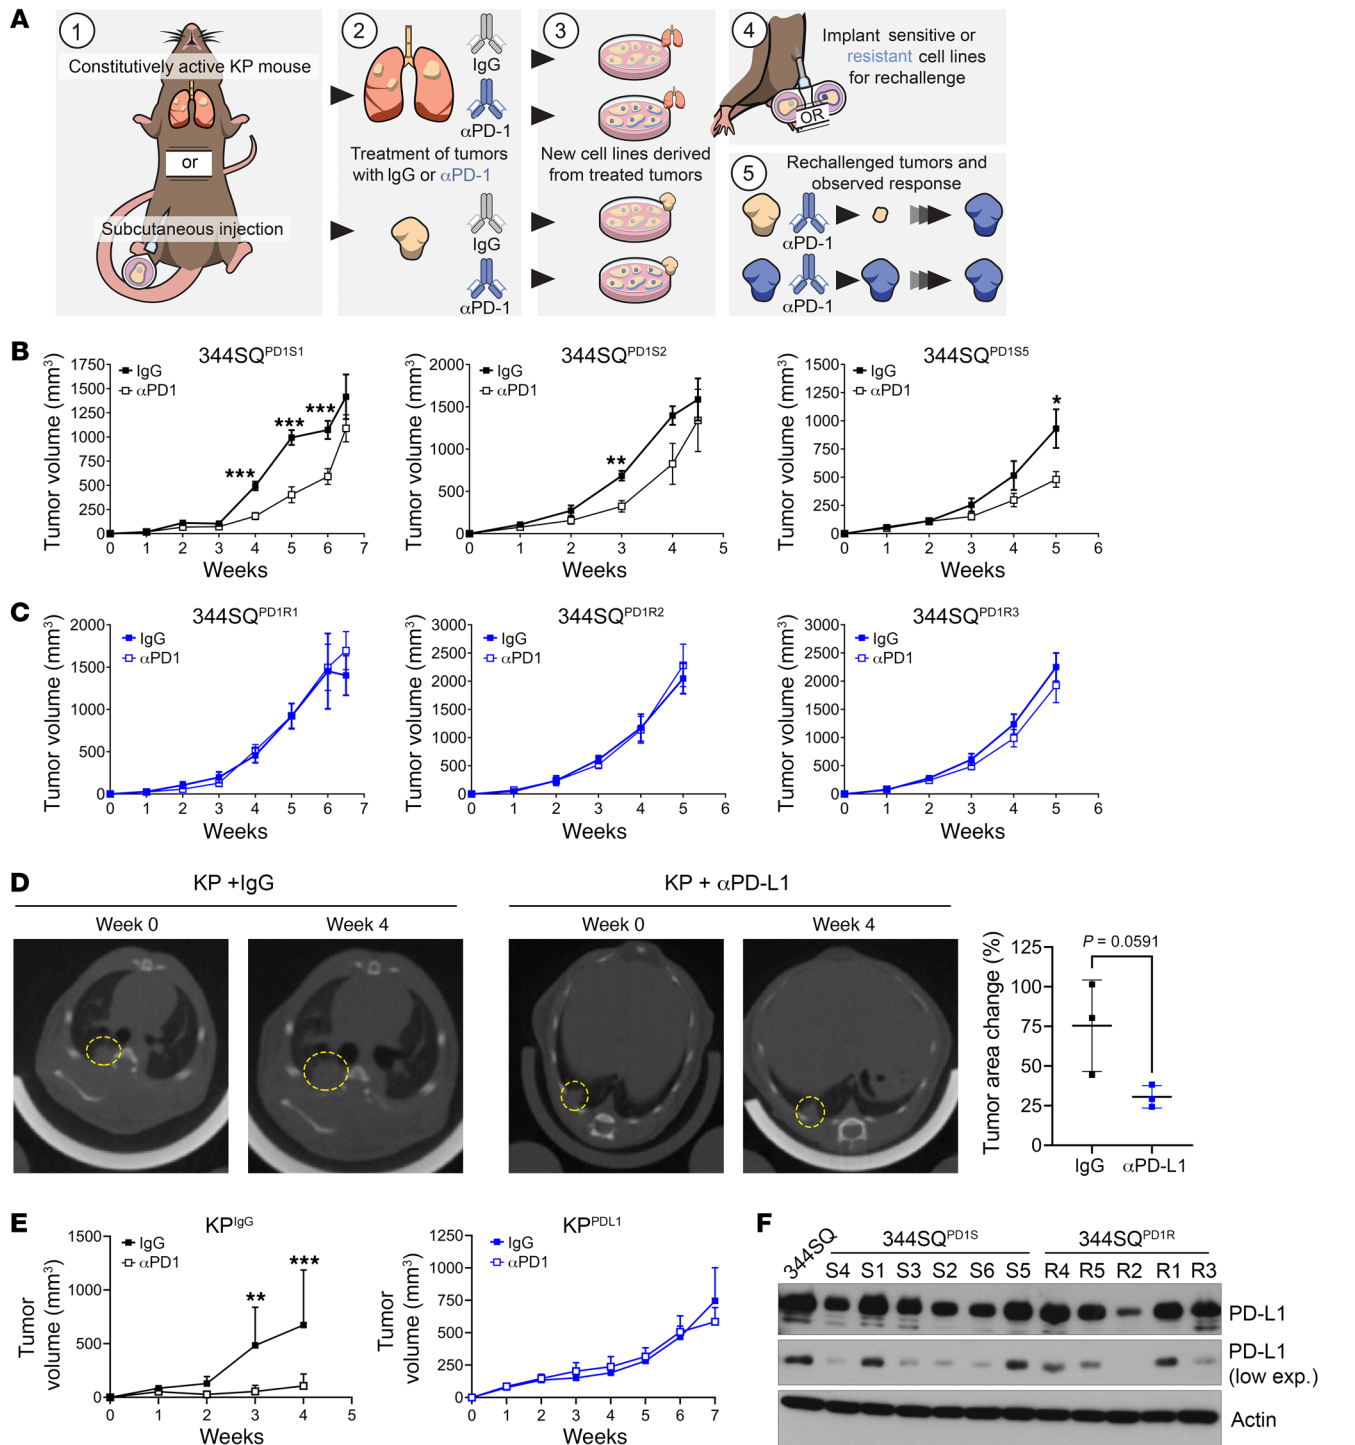 A
1
Constitutively active KP mouse
or
Subcutaneous injection
2
IgG
αPD-1
Treatment of tumors
with IgG or αPD-1
IgG
αPD-1
3
New cell lines derived
from treated tumors
4
Implant sensitive or
resistant cell lines
for rechallenge
OR
5
Rechallenged tumors and
observed response
αPD-1
αPD-1
B
344SQPD1S1
Tumor volume (mm3)
1750
1500
1250
1000
750
500
250
0
IgG
αPD1
***
***
***
0 1 2 3 4 5 6 7
Weeks
344SQPD1S2
Tumor volume (mm3)
2000
1500
1000
500
0
IgG
αPD1
**
0 1 2 3 4 5
Weeks
344SQPD1S5
Tumor volume (mm3)
1500
1250
1000
750
500
250
0
IgG
αPD1
*
0 1 2 3 4 5 6
Weeks
C
344SQPD1R1
Tumor volume (mm3)
2000
1500
1000
500
0
IgG
αPD1
0 1 2 3 4 5 6 7
Weeks
344SQPD1R2
Tumor volume (mm3)
3000
2500
2000
1500
1000
500
0
IgG
αPD1
0 1 2 3 4 5 6
Weeks
344SQPD1R3
Tumor volume (mm3)
3000
2500
2000
1500
1000
500
0
IgG
αPD1
0 1 2 3 4 5 6
Weeks
D
KP +IgG
Week 0 Week 4
KP + αPD-L1
Week 0 Week 4
Tumor area change (%)
125
100
75
50
25
0
P = 0.0591
IgG αPD-L1
E
KPIgG
Tumor
volume (mm3)
1500
1000
500
0
IgG
αPD1
**
***
0 1 2 3 4 5
Weeks
KPPDL1
Tumor
volume (mm3)
1250
1000
750
500
250
0
IgG
αPD1
0 1 2 3 4 5 6 7
Weeks
F
344SQ
344SQPD1S 344SQPD1R
S4 S1 S3 S2 S6 S5 R4 R5 R2 R1 R3
PD-L1
PD-L1
(low exp.)
Actin